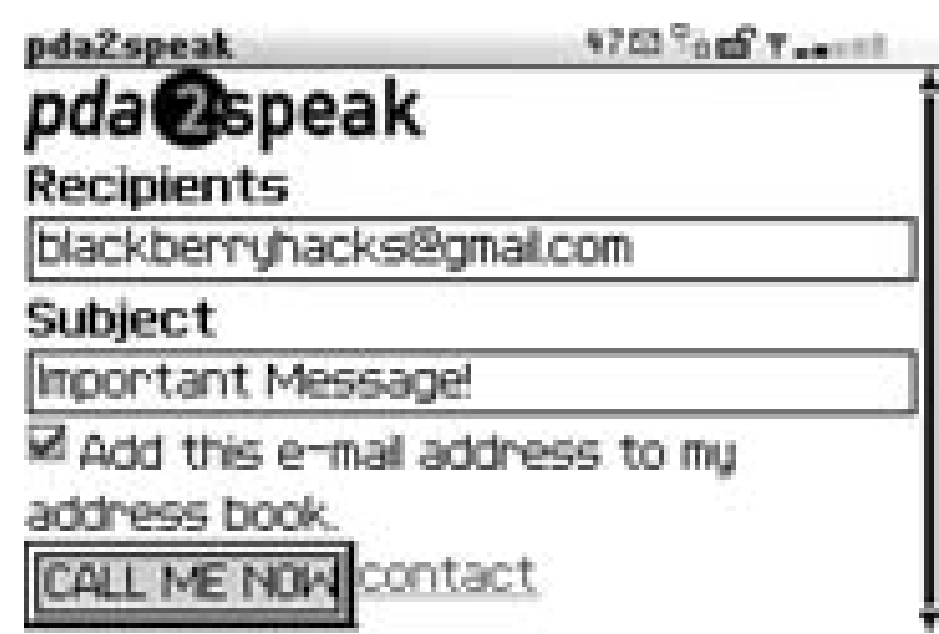 pda2speak 47
pda2speak
Recipients
blackberryhacks@gmail.com
Subject
Important Message!
Add this e-mail address to my
address book.
CALL ME NOW contact